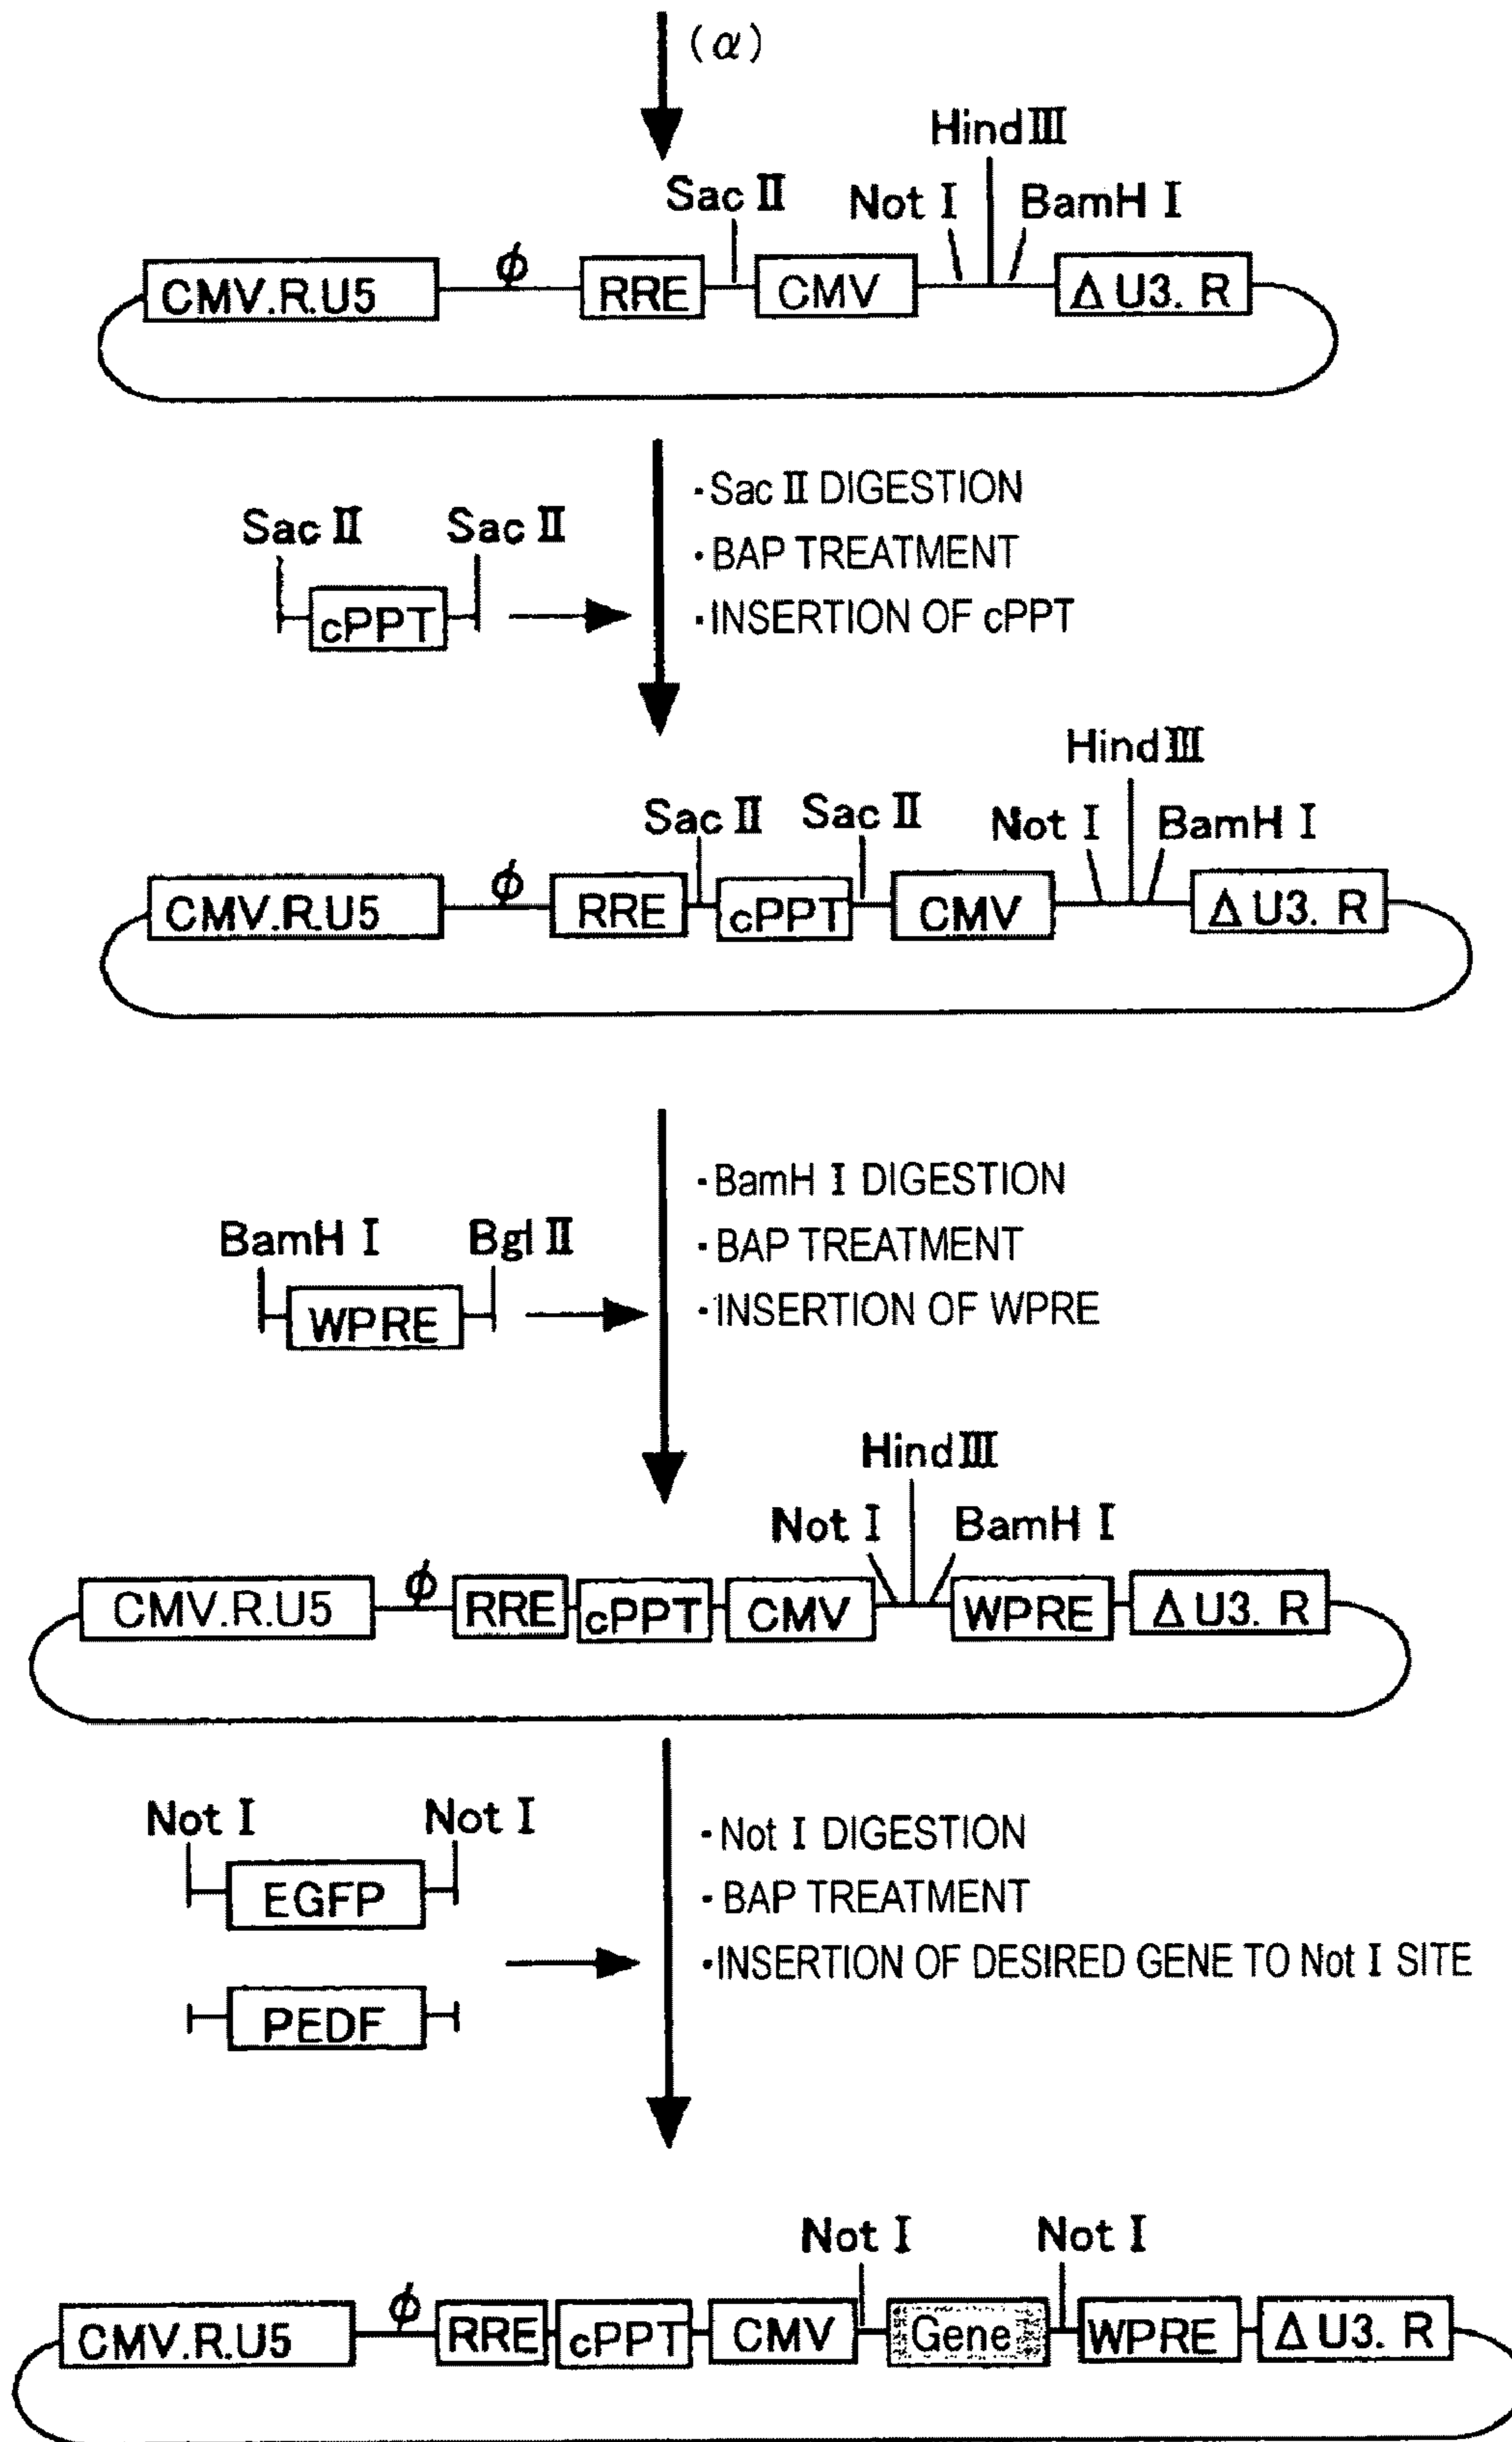 (α)
Hind Ⅲ
Sac Ⅱ
Not Ⅰ
BamH Ⅰ
CMV.R.U5
ϕ
RRE
CMV
Δ U3. R
・Sac Ⅱ DIGESTION
Sac Ⅱ
Sac Ⅱ
・BAP TREATMENT
cPPT
・INSERTION OF cPPT
Hind Ⅲ
Sac Ⅱ
Sac Ⅱ
Not Ⅰ
BamH Ⅰ
CMV.R.U5
ϕ
RRE
cPPT
CMV
Δ U3. R
・BamH Ⅰ DIGESTION
BamH Ⅰ
Bgl Ⅱ
・BAP TREATMENT
WPRE
・INSERTION OF WPRE
Hind Ⅲ
Not Ⅰ
BamH Ⅰ
CMV.R.U5
ϕ
RRE
cPPT
CMV
WPRE
Δ U3. R
Not Ⅰ
Not Ⅰ
・Not Ⅰ DIGESTION
EGFP
・BAP TREATMENT
・INSERTION OF DESIRED GENE TO Not Ⅰ SITE
PEDF
Not Ⅰ
Not Ⅰ
CMV.R.U5
ϕ
RRE
cPPT
CMV
Gene
WPRE
Δ U3. R